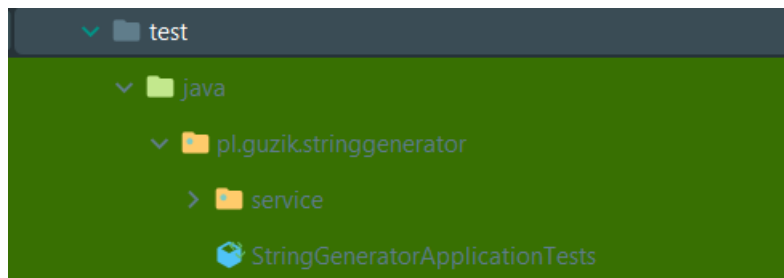 test
java
pl.guzik.stringgenerator
service
StringGeneratorApplicationTests